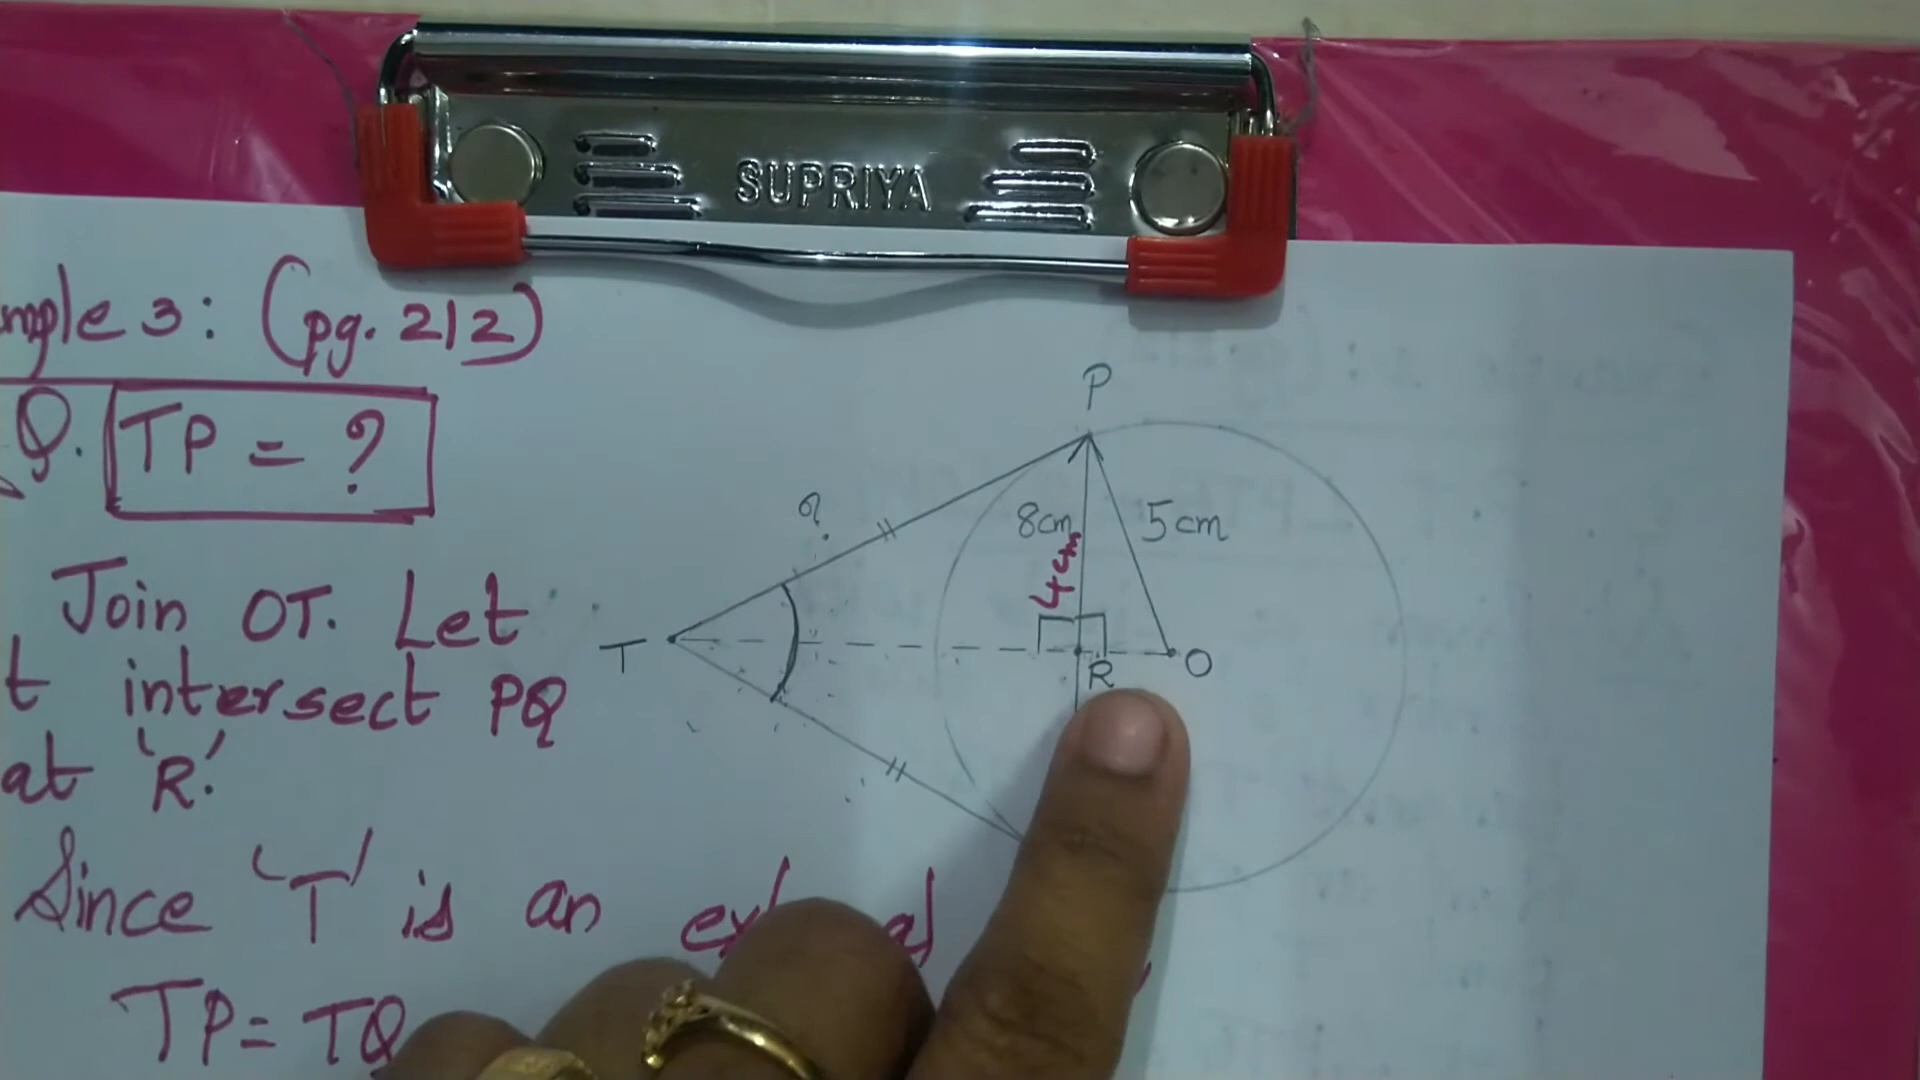 SUPRIYA
mple 3: (pg. 212)
Q. TP = ?
P
?
8cm
5cm
4cm
T
R
O
Join OT. Let
t intersect PQ
at 'R'.
Since 'T' is an
TP = TQ